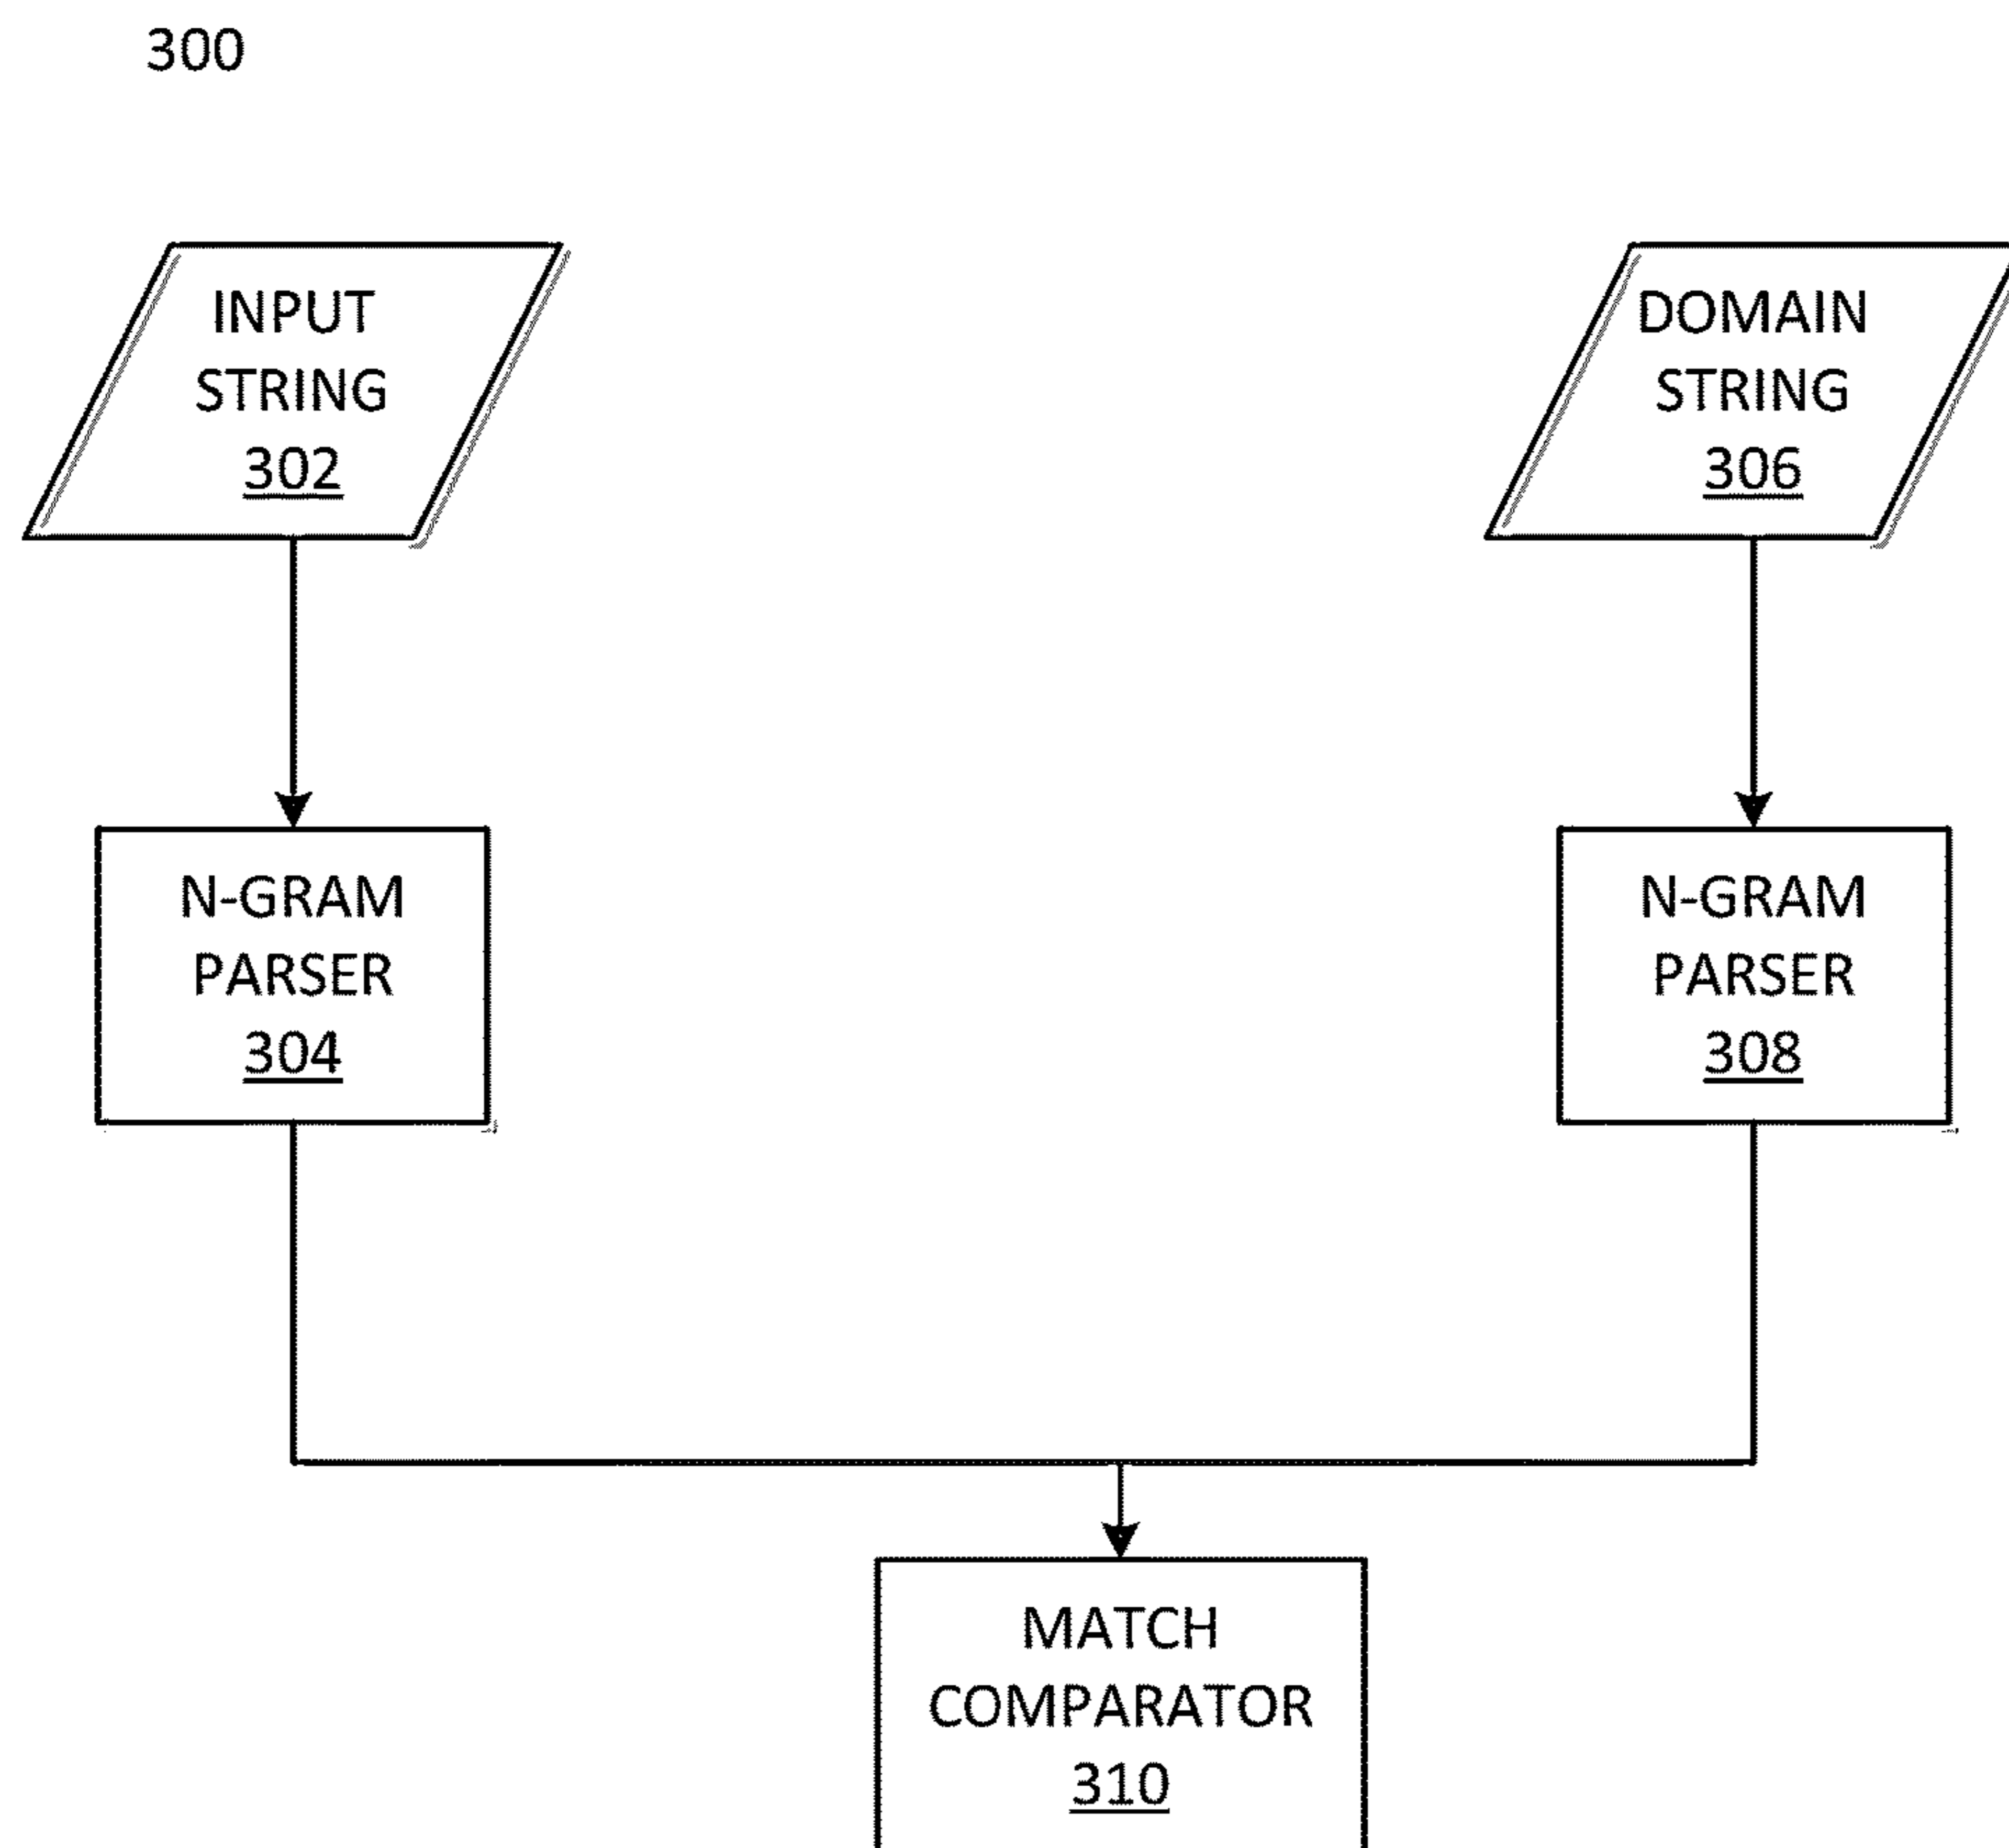 300
INPUT
STRING
302
DOMAIN
STRING
306
N-GRAM
PARSER
304
N-GRAM
PARSER
308
MATCH
COMPARATOR
310